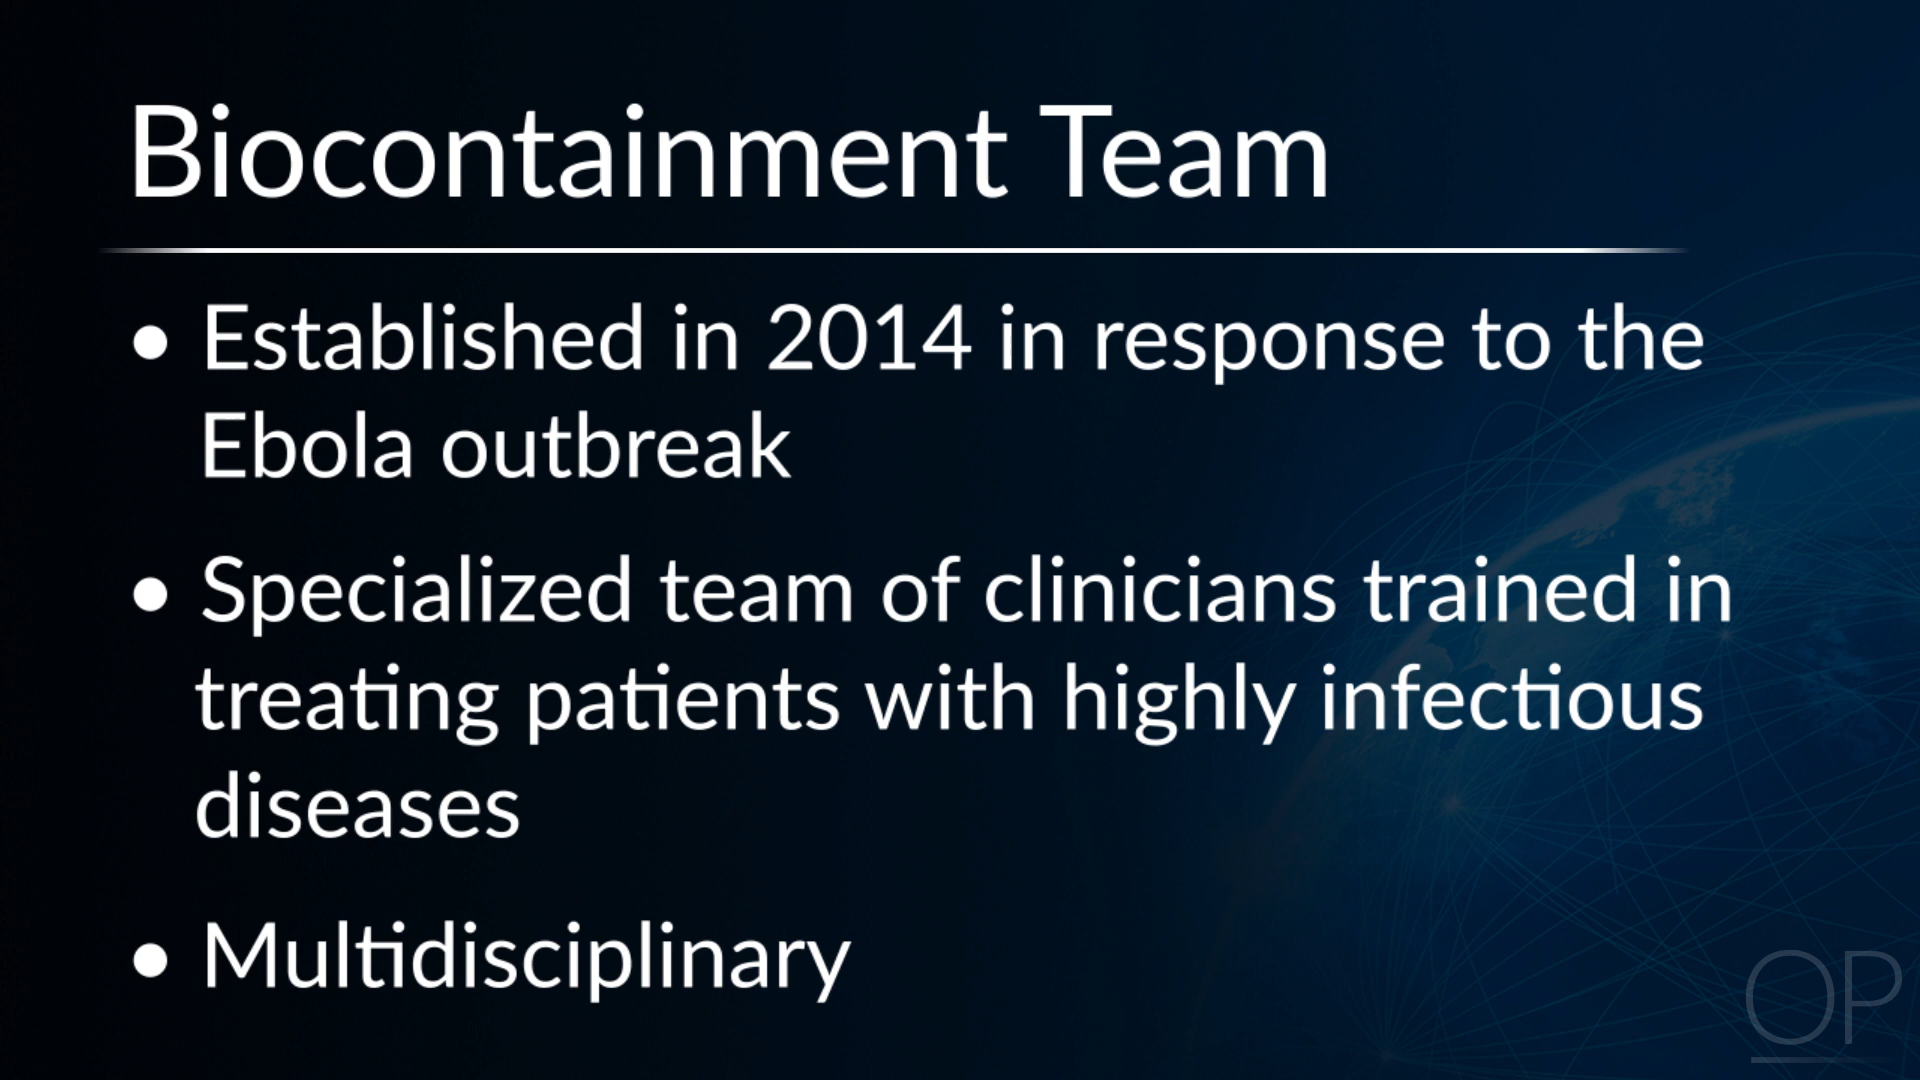 Biocontainment Team
• Established in 2014 in response to the
Ebola outbreak
• Specialized team of clinicians trained in
treating patients with highly infectious
diseases
• Multidisciplinary
OP